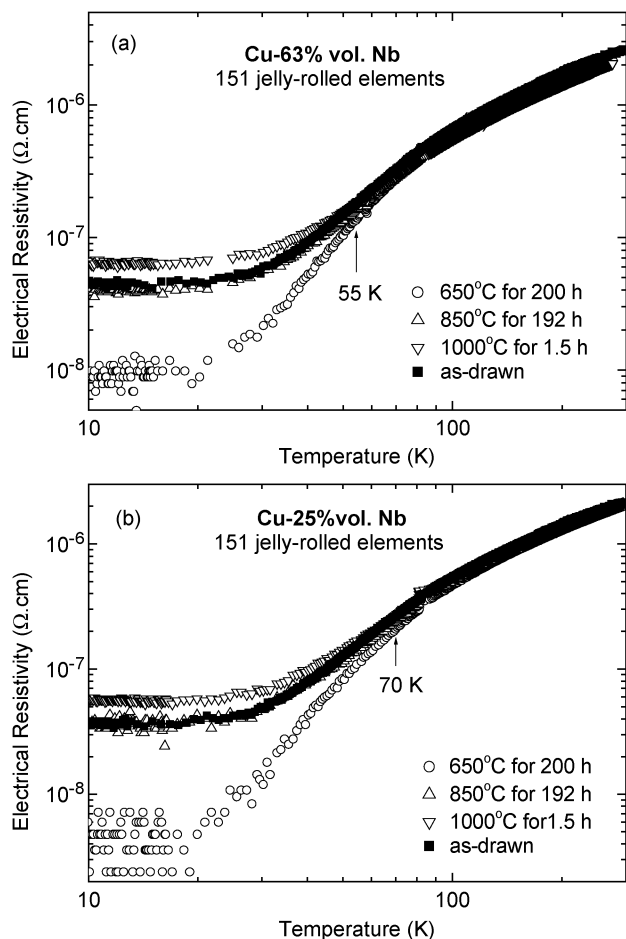 (a)
Cu-63% vol. Nb
151 jelly-rolled elements
Electrical Resistivity (Ω.cm)
10⁻⁶
10⁻⁷
10⁻⁸
55 K
650°C for 200 h
850°C for 192 h
1000°C for 1.5 h
as-drawn
10
100
Temperature (K)
(b)
Cu-25%vol. Nb
151 jelly-rolled elements
Electrical Resistivity (Ω.cm)
10⁻⁶
10⁻⁷
10⁻⁸
70 K
650°C for 200 h
850°C for 192 h
1000°C for1.5 h
as-drawn
10
100
Temperature (K)